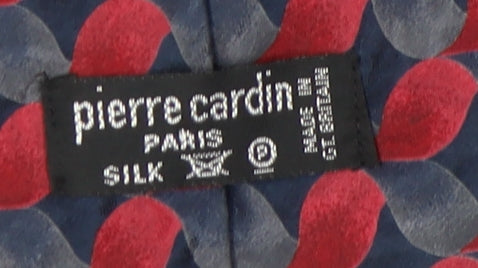 pierre cardin
PARIS
SILK
P
MADE IN
GT. BRITAIN